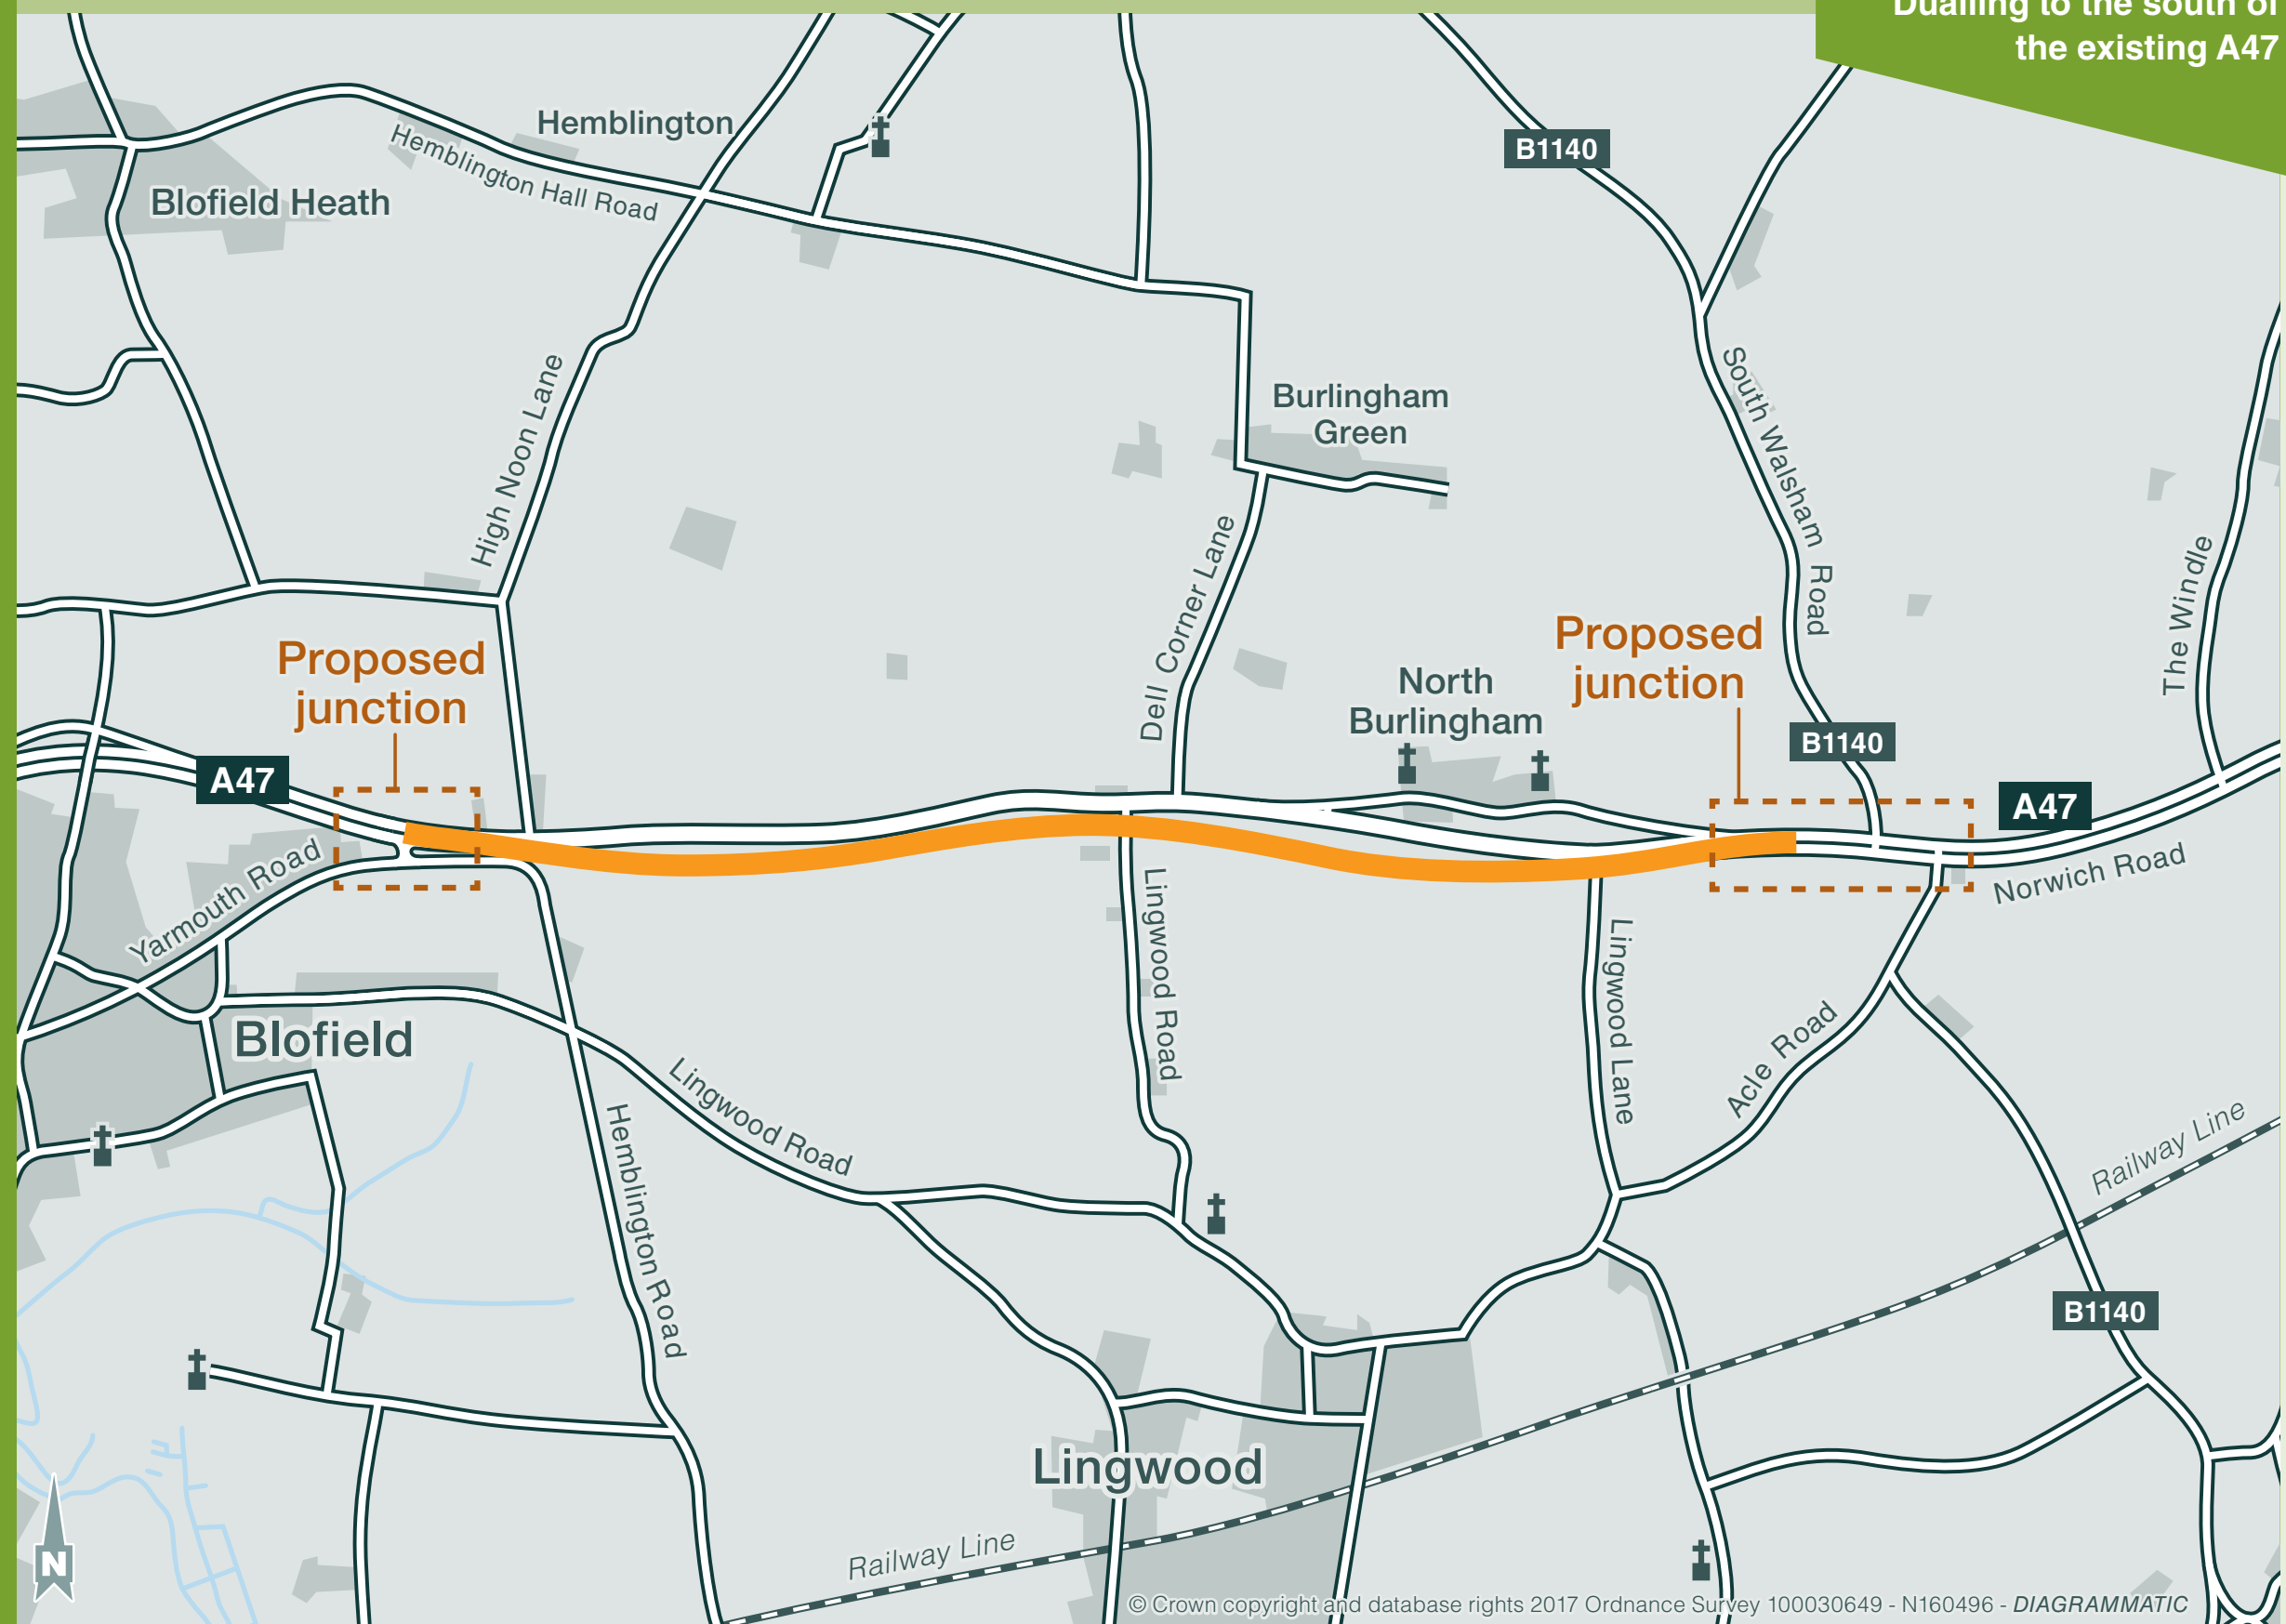 Dualling to the south of
the existing A47
Hemblington
B1140
Hemblington Hall Road
Blofield Heath
High Noon Lane
Burlingham
Green
South Walsham Road
Dell Corner Lane
The Windle
Proposed
junction
Proposed
junction
North
Burlingham
B1140
A47
A47
Yarmouth Road
Norwich Road
Lingwood Road
Lingwood Lane
Blofield
Acle Road
Lingwood Road
Hemblington Road
Railway Line
B1140
Lingwood
Railway Line
N
© Crown copyright and database rights 2017 Ordnance Survey 100030649 - N160496 - DIAGRAMMATIC